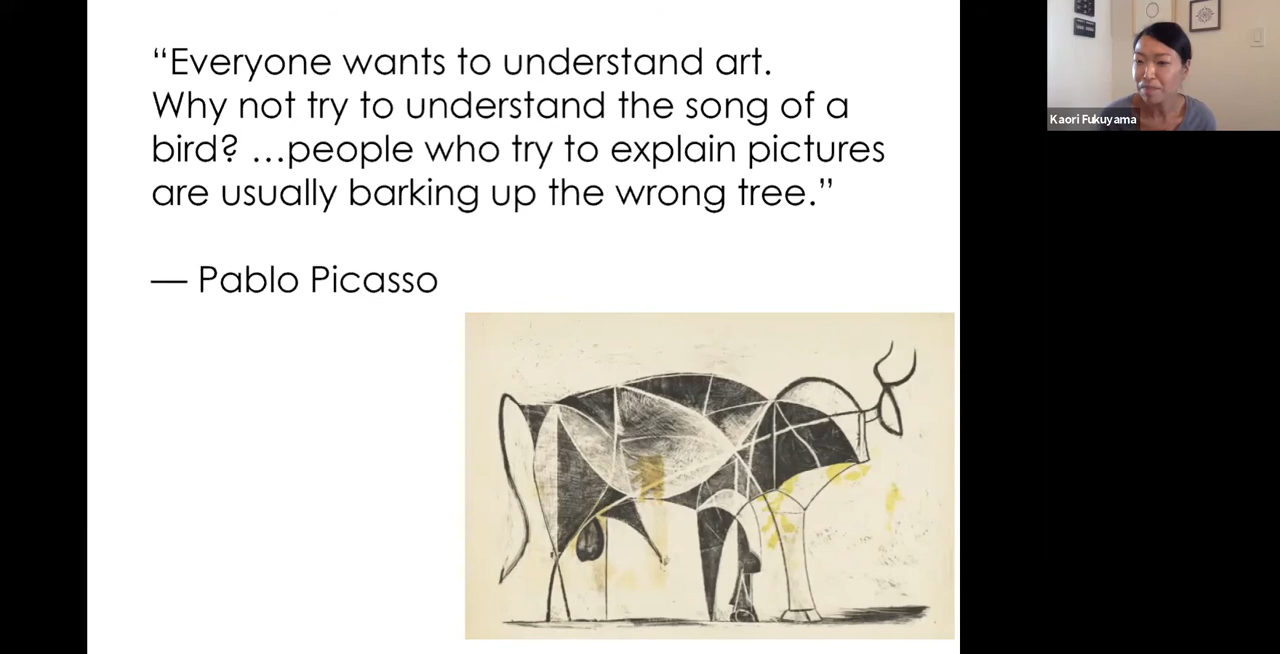 “Everyone wants to understand art.
Why not try to understand the song of a
bird? …people who try to explain pictures
are usually barking up the wrong tree.”
— Pablo Picasso
Kaori Fukuyama